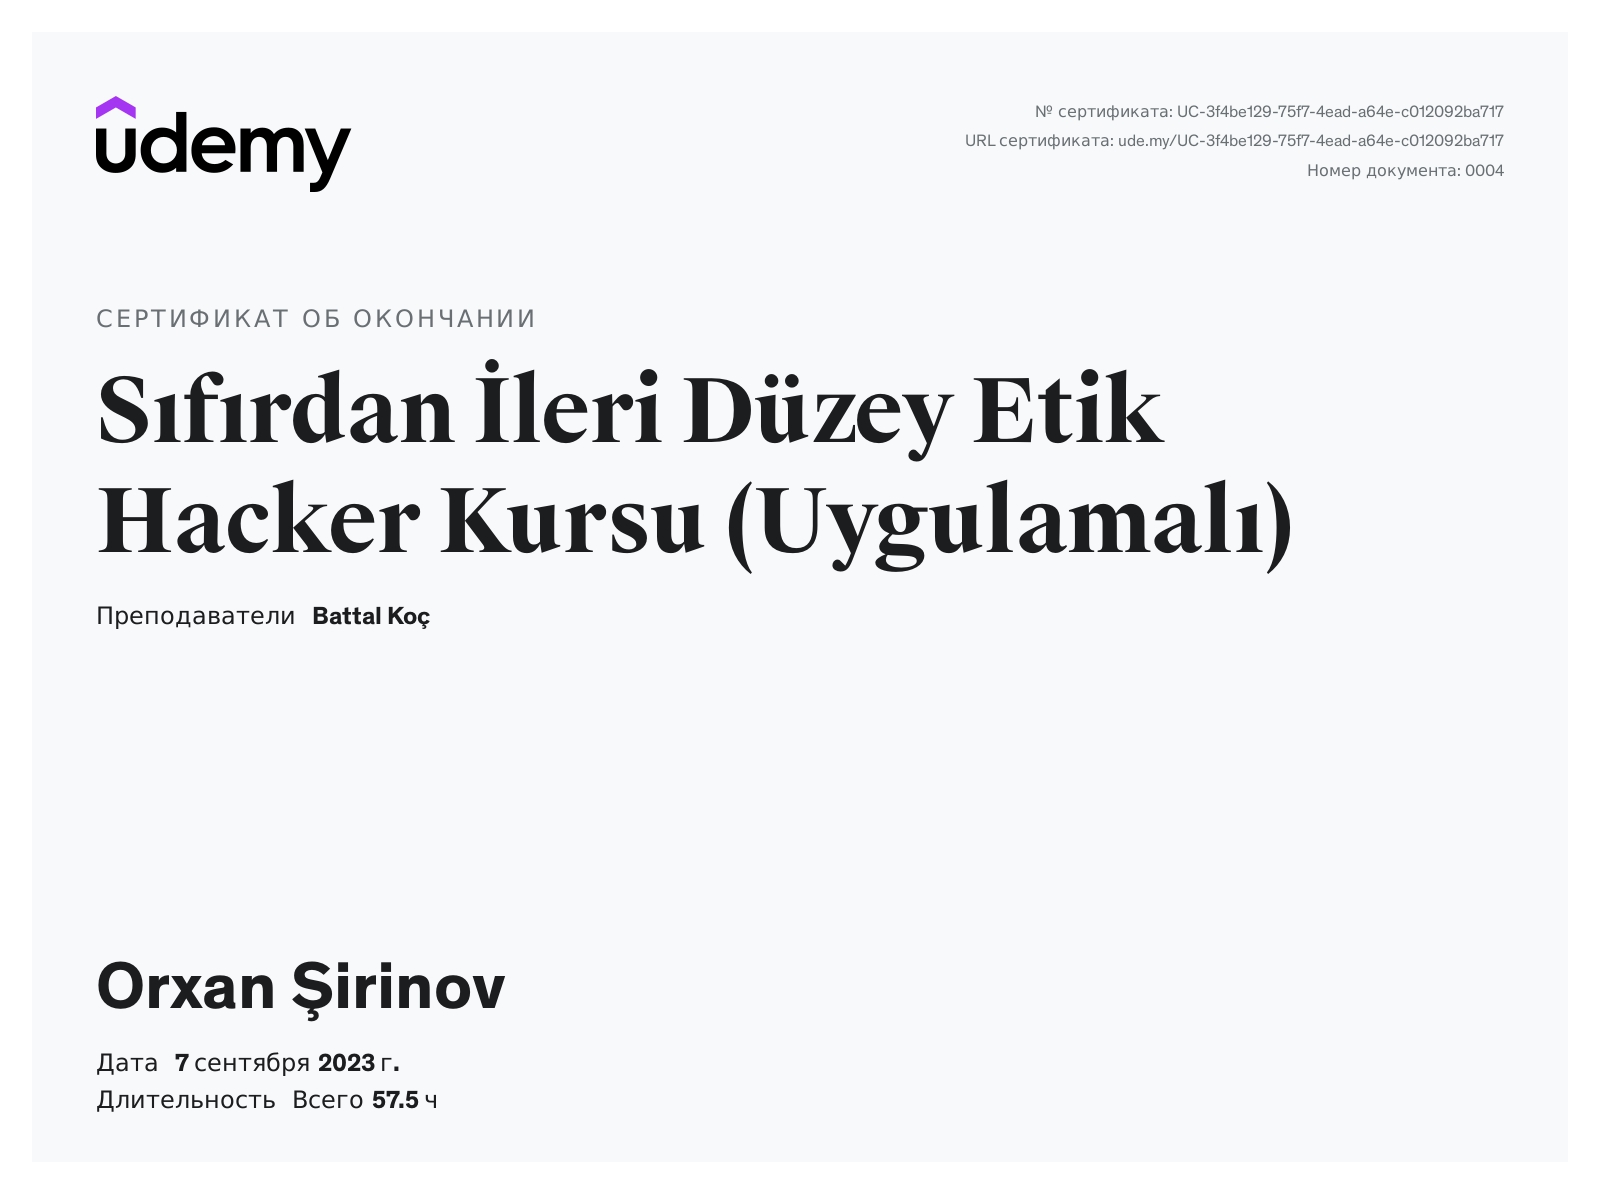 udemy
№ сертификата: UC-3f4be129-75f7-4ead-a64e-c012092ba717
URL сертификата: ude.my/UC-3f4be129-75f7-4ead-a64e-c012092ba717
Номер документа: 0004
СЕРТИФИКАТ ОБ ОКОНЧАНИИ
Sıfırdan İleri Düzey Etik
Hacker Kursu (Uygulamalı)
Преподаватели Battal Koç
Orxan Şirinov
Дата 7 сентября 2023 г.
Длительность Всего 57.5 ч